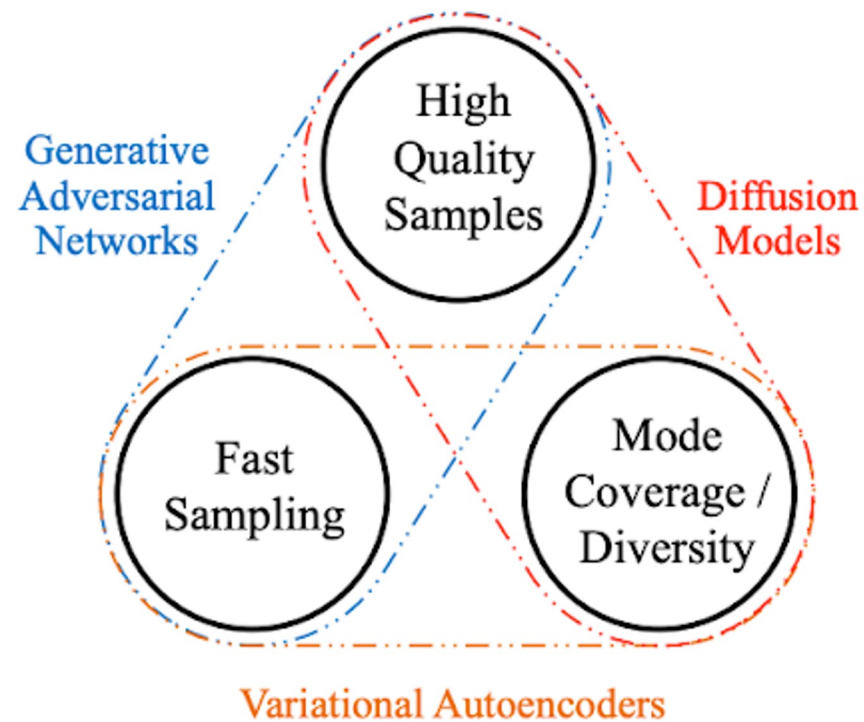 High
Quality
Samples
Generative
Adversarial
Networks
Diffusion
Models
Fast
Sampling
Mode
Coverage /
Diversity
Variational Autoencoders